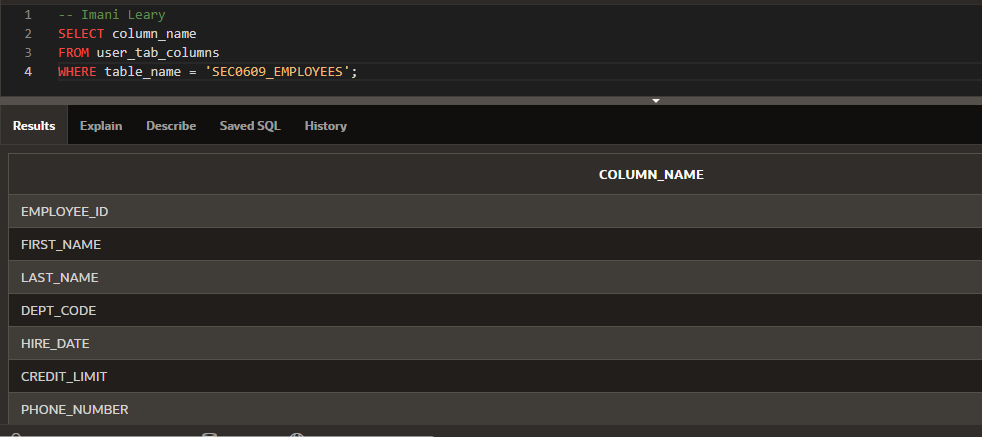 1 -- Imani Leary
2 SELECT column_name
3 FROM user_tab_columns
4 WHERE table_name = 'SEC0609_EMPLOYEES';
Results Explain Describe Saved SQL History
COLUMN_NAME
EMPLOYEE_ID
FIRST_NAME
LAST_NAME
DEPT_CODE
HIRE_DATE
CREDIT_LIMIT
PHONE_NUMBER